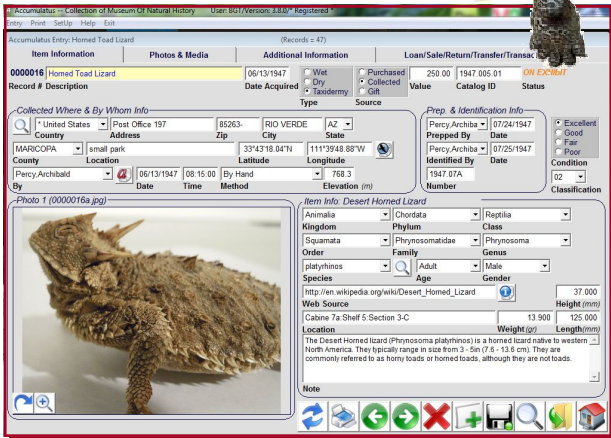 Accumulatus -- Collection of Museum Of Natural History User: BGT/Version: 3.8.0/* Registered *
Entry Print SetUp Help Exit
Accumulatus Entry: Horned Toad Lizard (Records = 47)
Item Information Photos & Media Additional Information Loan/Sale/Return/Transfer/Transac
0000016 Horned Toad Lizard 06/13/1947 Wet Purchased 250.00 1947.005.01 ON EXHIBIT
Dry Collected
Taxidermy Gift
Record # Description Date Acquired Type Source Value Catalog ID Status
Collected Where & By Whom Info Prep. & Identification Info
* United States Post Office 197 85263- RIO VERDE AZ Percy,Archiba 07/24/1947 Excellent
Country Address Zip City State Prepped By Date Good
MARICOPA small park 33°43'18.04"N 111°39'48.88"W Percy,Archiba 07/25/1947 Fair
County Location Latitude Longitude Identified By Date Poor
Percy,Archibald 06/13/1947 08:15:00 By Hand 768.3 1947.07A Condition
By Date Time Method Elevation (m) Number 02
Classification
Photo 1 (0000016a.jpg) Item Info: Desert Horned Lizard
Animalia Chordata Reptilia
Kingdom Phylum Class
Squamata Phrynosomatidae Phrynosoma
Order Family Genus
platyrhinos Adult Male
Species Age Gender
http://en.wikipedia.org/wiki/Desert_Horned_Lizard 37.000
Web Source Height (mm)
Cabine 7a:Shelf 5:Section 3-C 13.900 125.000
Location Weight (gr) Length(mm)
The Desert Horned lizard (Phrynosoma platyrhinos) is a horned lizard native to western
North America. They typically range in size from 3 - 5in (7.6 - 13.6 cm). They are
commonly referred to as horny toads or horned toads, although they are not toads.
Note